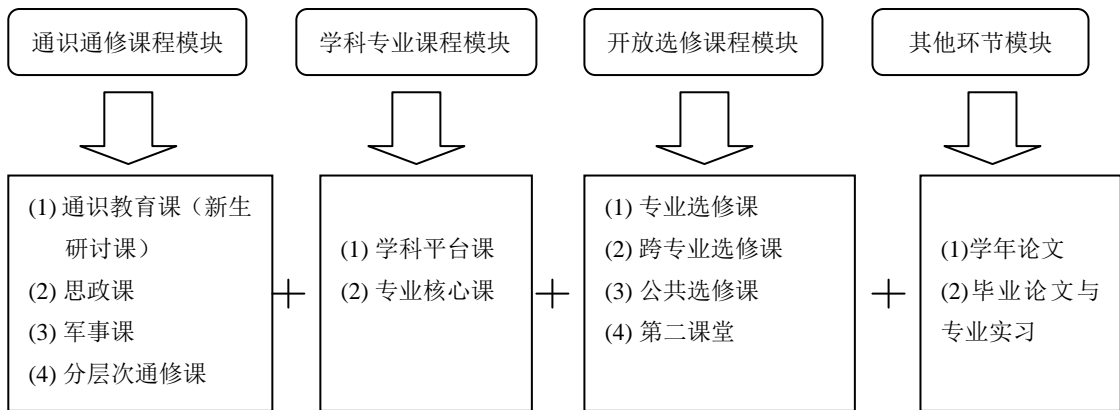 通识通修课程模块
学科专业课程模块
开放选修课程模块
其他环节模块
(1) 通识教育课（新生
研讨课）
(2) 思政课
(3) 军事课
(4) 分层次通修课
(1) 学科平台课
(2) 专业核心课
(1) 专业选修课
(2) 跨专业选修课
(3) 公共选修课
(4) 第二课堂
(1)学年论文
(2)毕业论文与
专业实习